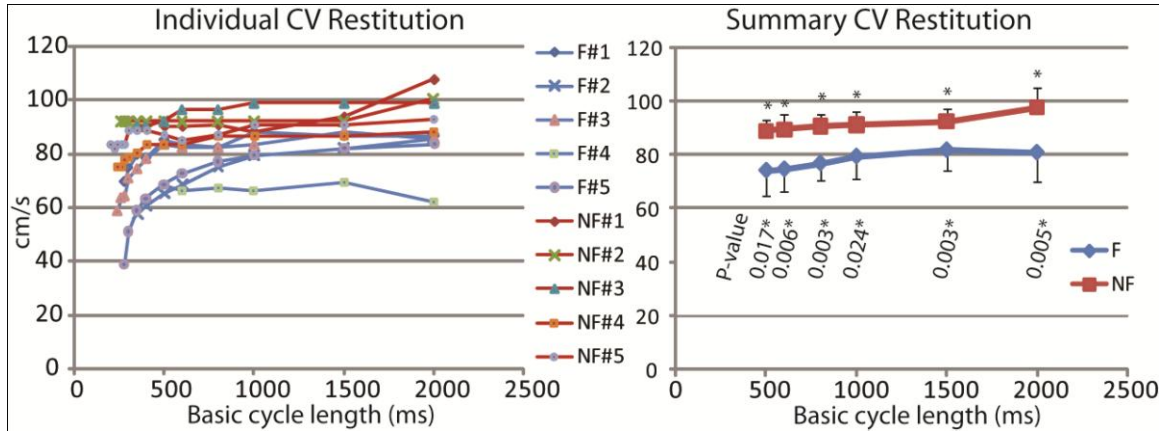 Individual CV Restitution
120
100
80
60
40
20
0
cm/s
0 500 1000 1500 2000 2500
Basic cycle length (ms)
F#1
F#2
F#3
F#4
F#5
NF#1
NF#2
NF#3
NF#4
NF#5
Summary CV Restitution
120
100
80
60
40
20
0
* * * * * *
P-value 0.017* 0.006* 0.003* 0.024* 0.003* 0.005*
F
NF
0 500 1000 1500 2000 2500
Basic cycle length (ms)